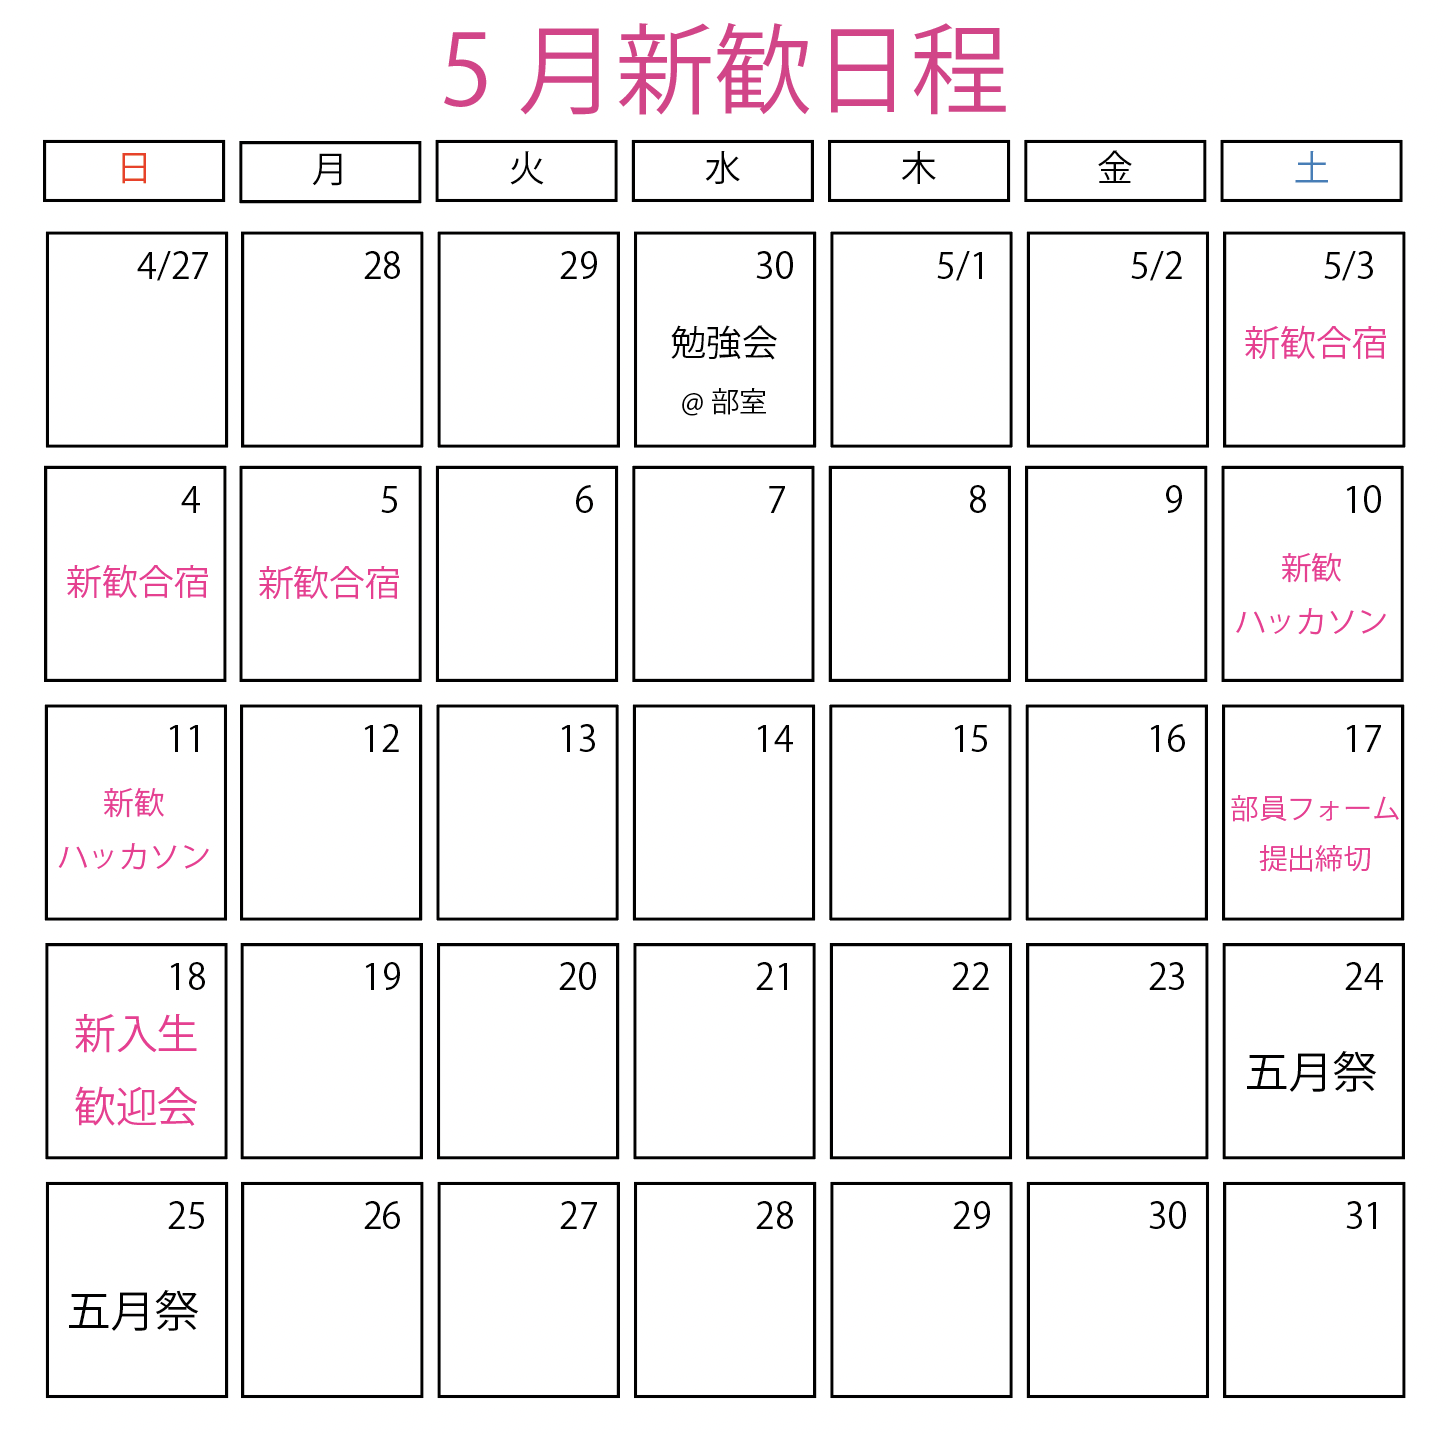 5 月新歓日程
日 月 火 水 木 金 土
4/27 28 29 30 5/1 5/2 5/3
勉強会
@ 部室
新歓合宿
4 5 6 7 8 9 10
新歓合宿
新歓合宿
新歓
ハッカソン
11 12 13 14 15 16 17
新歓
ハッカソン
部員フォーム
提出締切
18 19 20 21 22 23 24
新入生
歓迎会
五月祭
25 26 27 28 29 30 31
五月祭